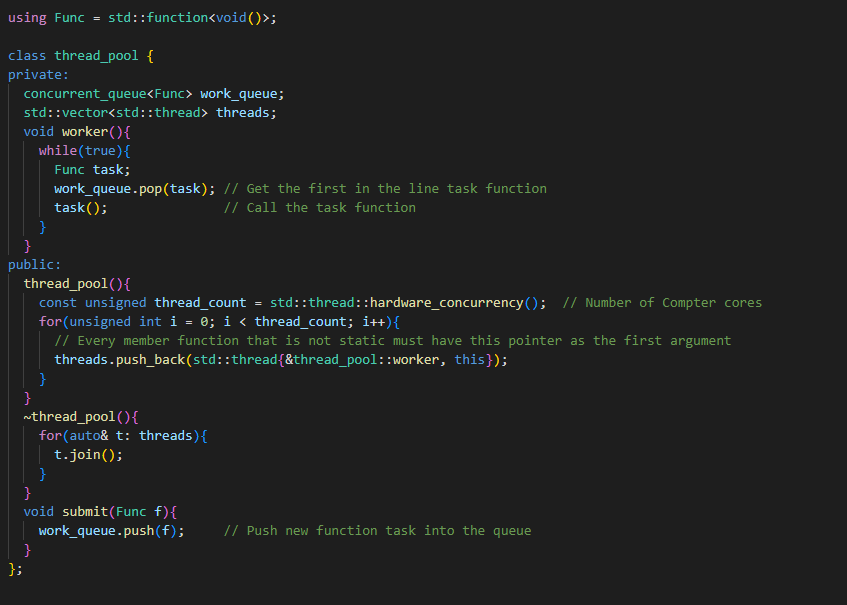 using Func = std::function<void()>;
class thread_pool {
private:
concurrent_queue<Func> work_queue;
std::vector<std::thread> threads;
void worker(){
while(true){
Func task;
work_queue.pop(task); // Get the first in the line task function
task(); // Call the task function
}
}
public:
thread_pool(){
const unsigned thread_count = std::thread::hardware_concurrency(); // Number of Compter cores
for(unsigned int i = 0; i < thread_count; i++){
// Every member function that is not static must have this pointer as the first argument
threads.push_back(std::thread{&thread_pool::worker, this});
}
}
~thread_pool(){
for(auto& t: threads){
t.join();
}
}
void submit(Func f){
work_queue.push(f); // Push new function task into the queue
}
};